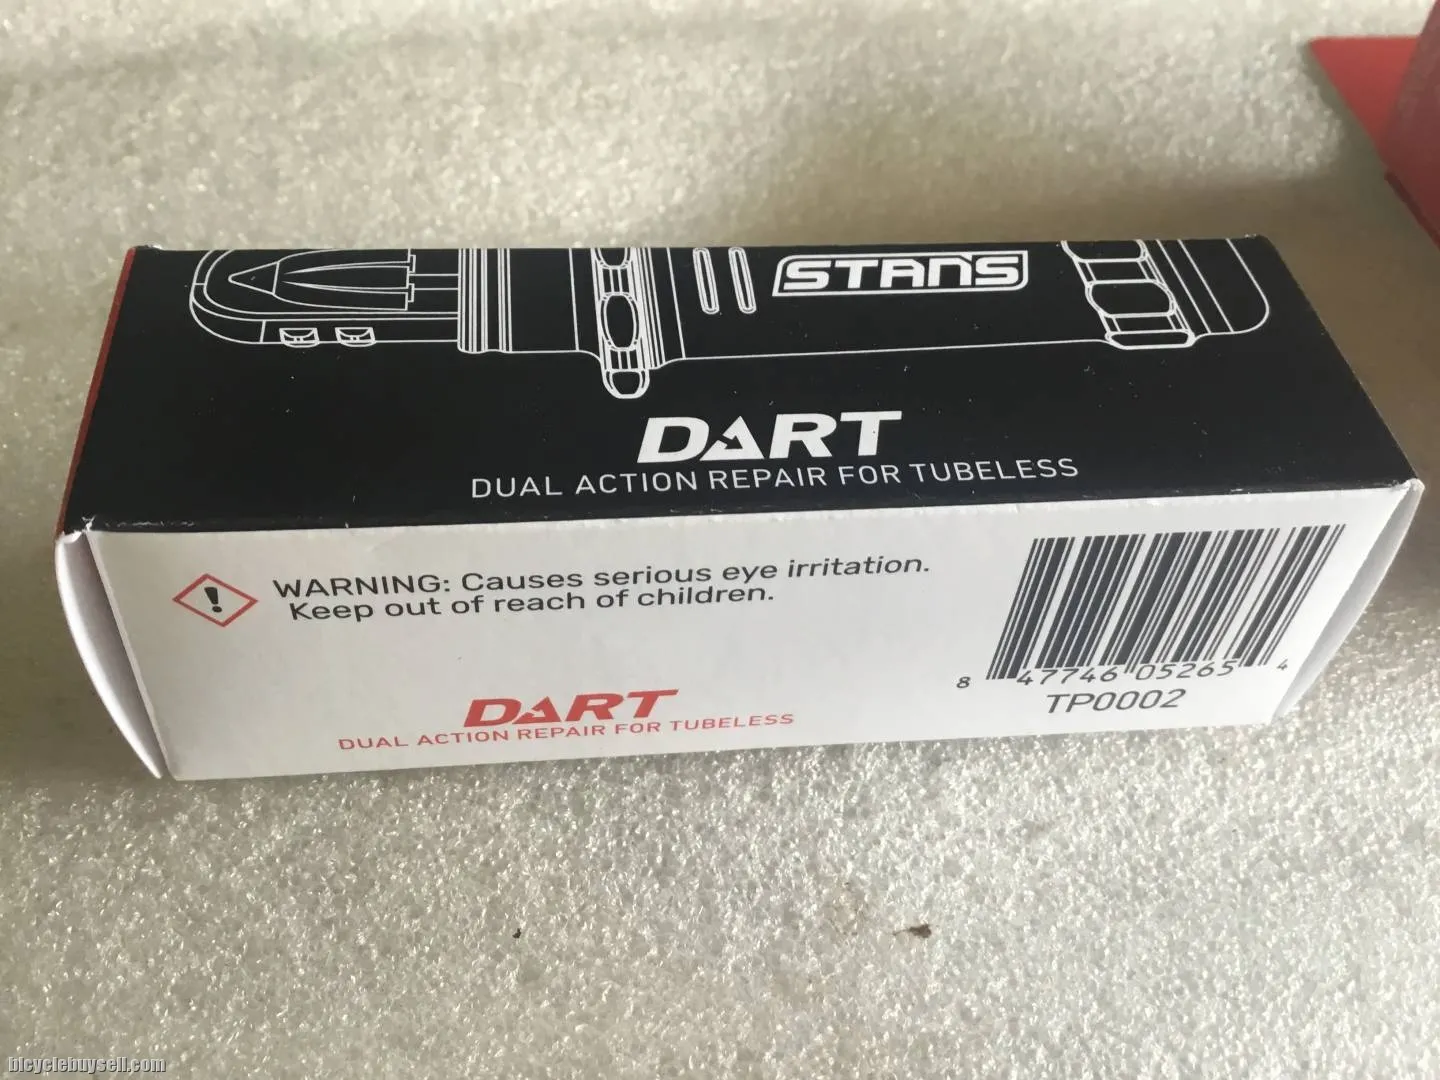 STAN'S
DART
DUAL ACTION REPAIR FOR TUBELESS
WARNING: Causes serious eye irritation.
Keep out of reach of children.
DART
DUAL ACTION REPAIR FOR TUBELESS
8 47746 05265 4
TP0002
bicyclebuysell.com